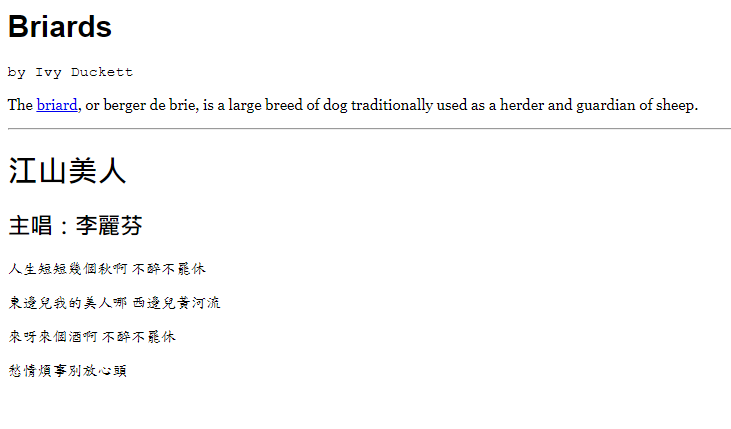 Briards
by Ivy Duckett
The briard, or berger de brie, is a large breed of dog traditionally used as a herder and guardian of sheep.
江山美人
主唱：李麗芬
人生短短幾個秋啊 不醉不罷休
東邊兒我的美人哪 西邊兒黃河流
來呀來個酒啊 不醉不罷休
愁情煩事別放心頭